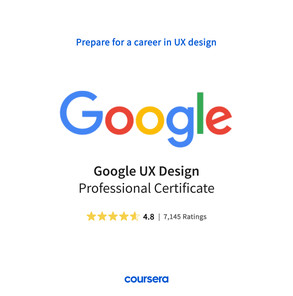 Prepare for a career in UX design
Google
Google UX Design
Professional Certificate
4.8 | 7,145 Ratings
coursera